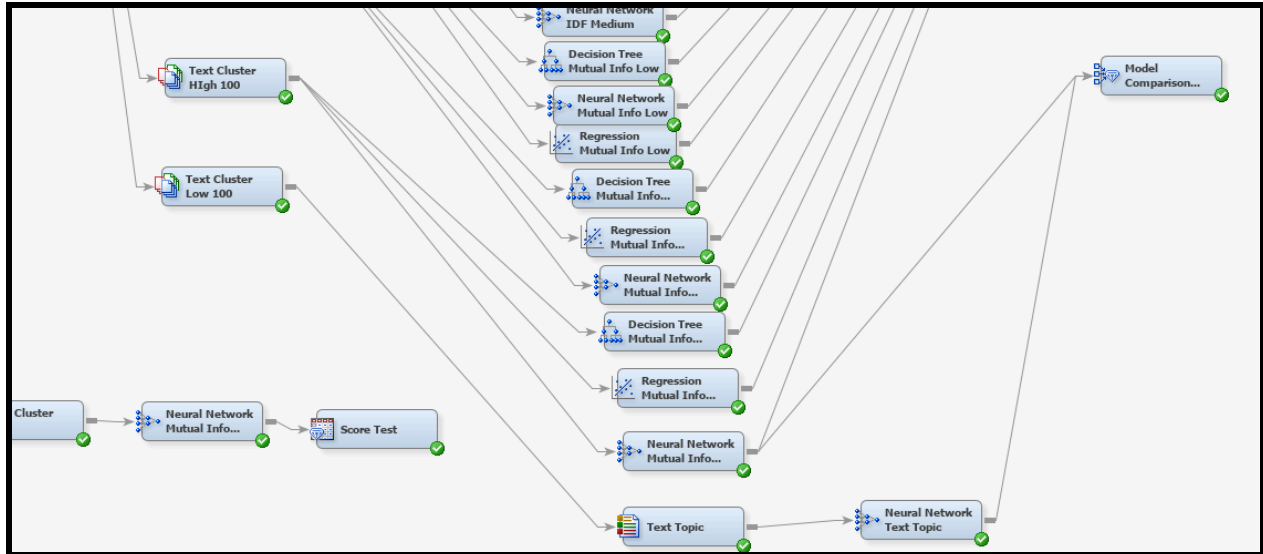 Neural Network
IDF Medium
Decision Tree
Mutual Info Low
Text Cluster
HIgh 100
Model
Comparison...
Neural Network
Mutual Info Low
Regression
Mutual Info Low
Text Cluster
Low 100
Decision Tree
Mutual Info...
Regression
Mutual Info...
Neural Network
Mutual Info...
Decision Tree
Mutual Info...
Regression
Mutual Info...
Cluster
Neural Network
Mutual Info...
Score Test
Neural Network
Mutual Info...
Text Topic
Neural Network
Text Topic